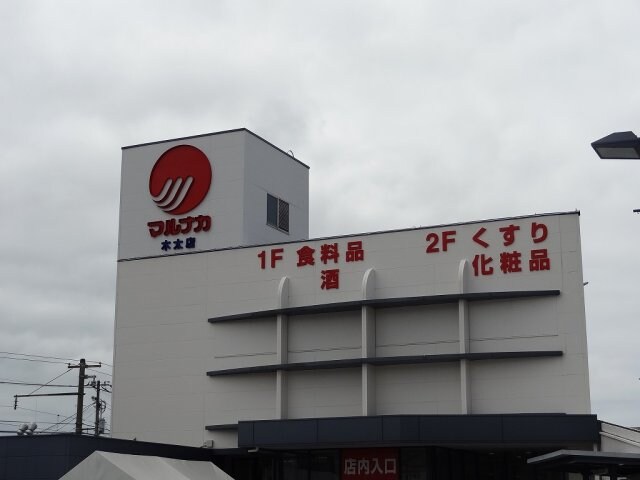 マルナカ
木太店
1F 食料品
酒
2F くすり
化粧品
店内入口